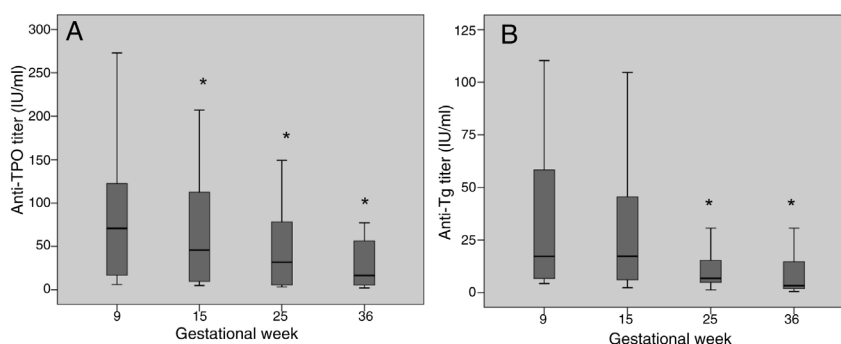 A
Anti-TPO titer (IU/ml)
300
250
200
150
100
50
0
*
*
*
9 15 25 36
Gestational week
B
Anti-Tg titer (IU/ml)
125
100
75
50
25
0
*
*
9 15 25 36
Gestational week